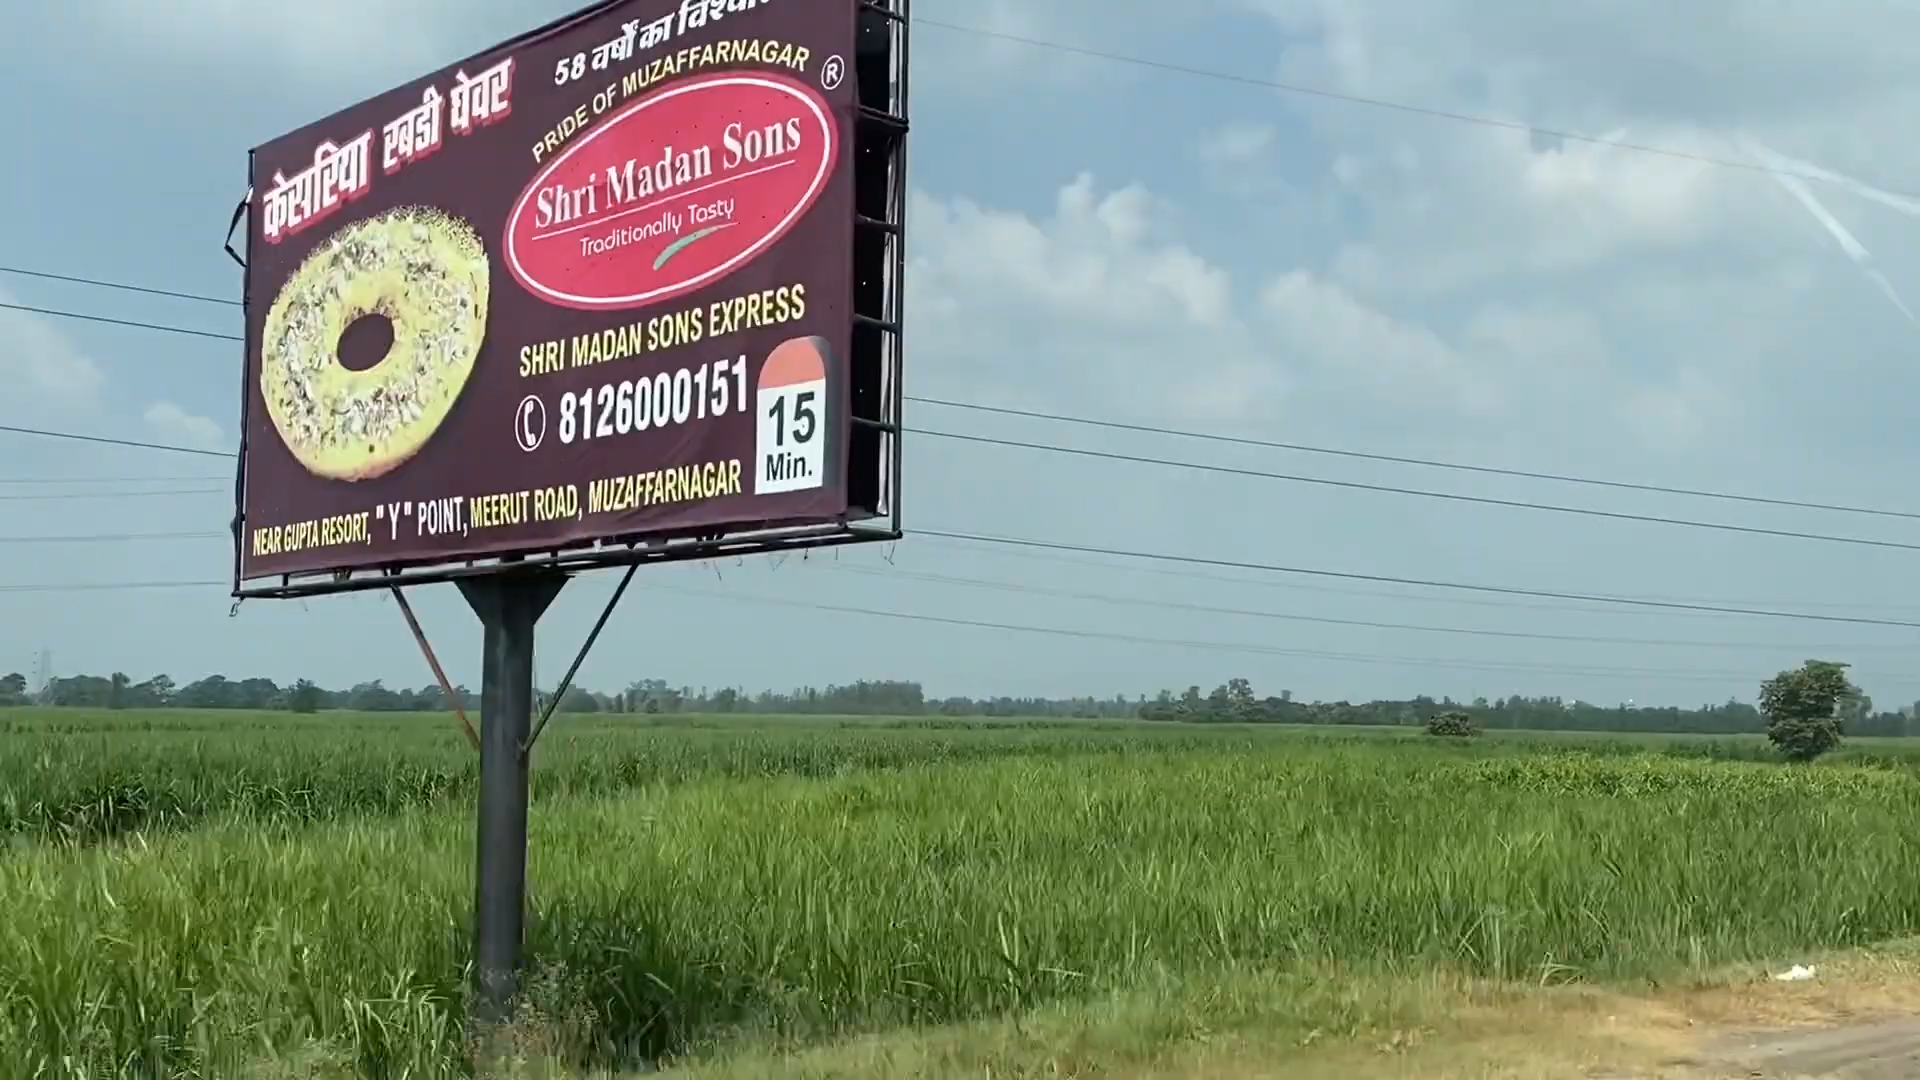 केसरिया रबड़ी घेवर
58 वर्षों का
PRIDE OF MUZAFFARNAGAR
®
Shri Madan Sons
Traditionally Tasty
SHRI MADAN SONS EXPRESS
8126000151
15
Min.
NEAR GUPTA RESORT, "Y" POINT, MEERUT ROAD, MUZAFFARNAGAR